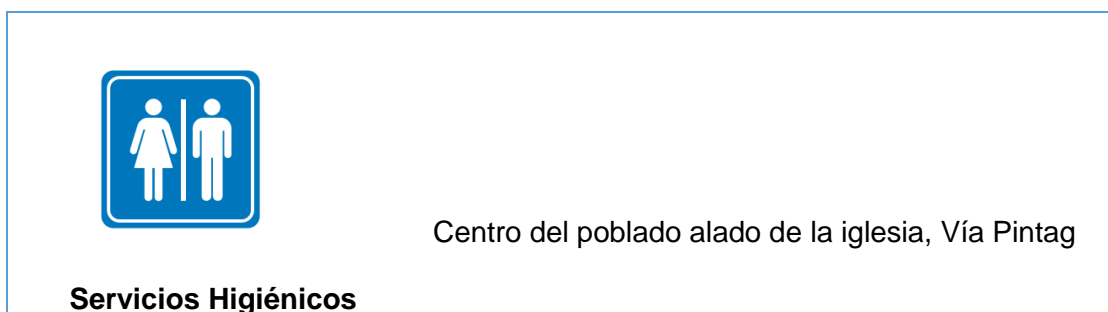 Centro del poblado alado de la iglesia, Vía Pintag
Servicios Higiénicos